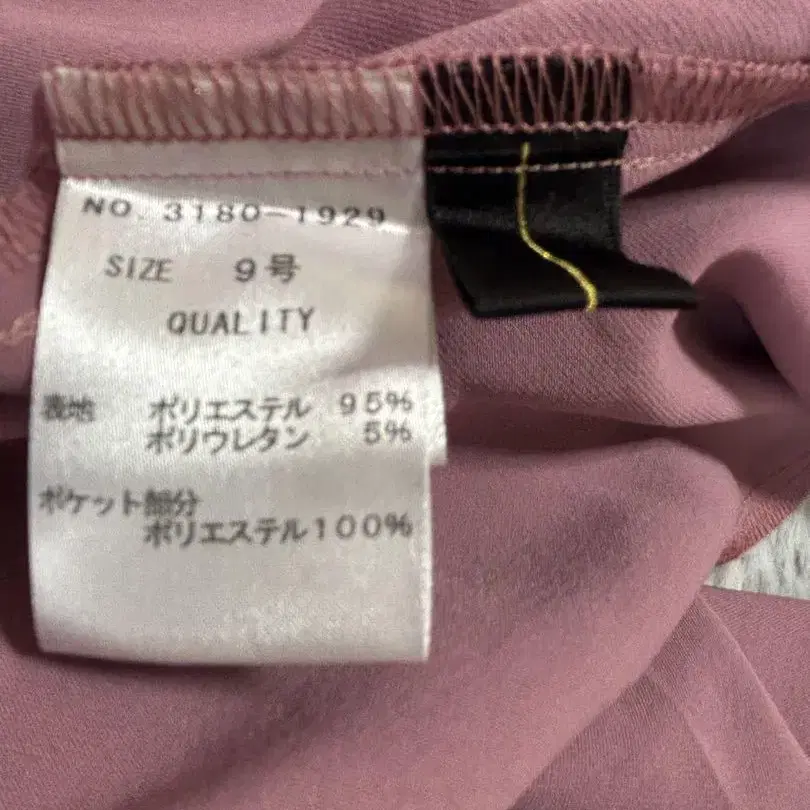 NO. 3180-1929
SIZE 9号
QUALITY
表地 ポリエステル 95%
ポリウレタン 5%
ポケット部分
ポリエステル100%